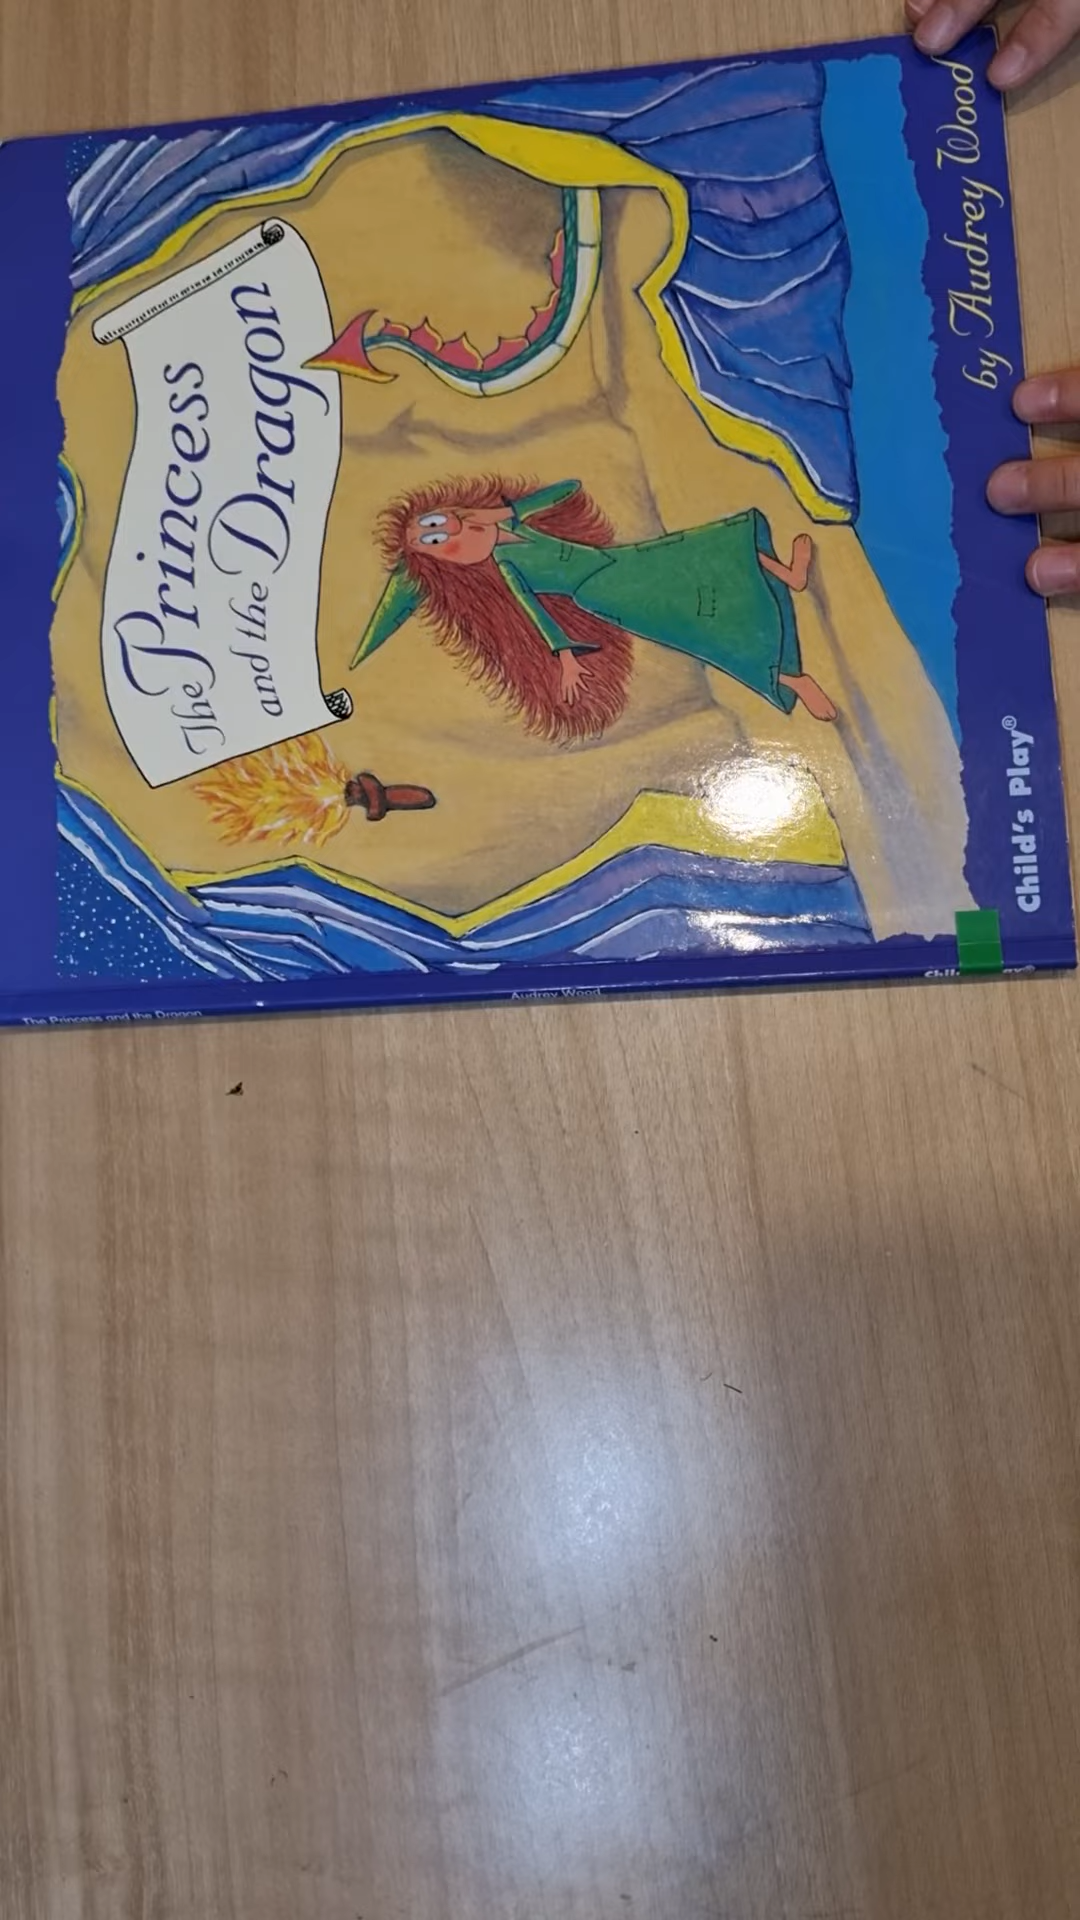 The Princess
and the Dragon
by Audrey Wood
Child's Play®
The Princess and the Dragon
Audrey Wood